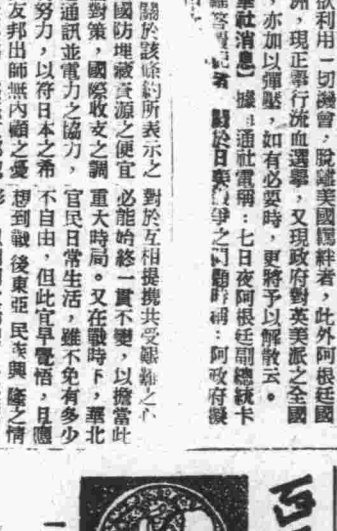 欲利用一切機會，脫離美國羈絆者，此外阿根廷國
洲，現正舉行流血選舉，又現政府對英美派之全國
，亦加以彈壓，如有必要時，更將予以解散云。
華社消息】據 通社電稱：七日夜阿根廷副總統卡
關於日美 爭之問題時稱：阿政府擬
關於該條約所表示之
國防埋藏資源之便宜
對策，國際收支之調
通訊並電力之協力，
努力，以符日本之希
友邦出師無內顧之憂
對於互相提携共受艱難之心
必能始終一貫不變，以擔當此
重大時局。又在戰時下，華北
官民日常生活，雖不免有多少
不自由，但此宜早覺悟，且應
想到戰後東亞民族興隆之情